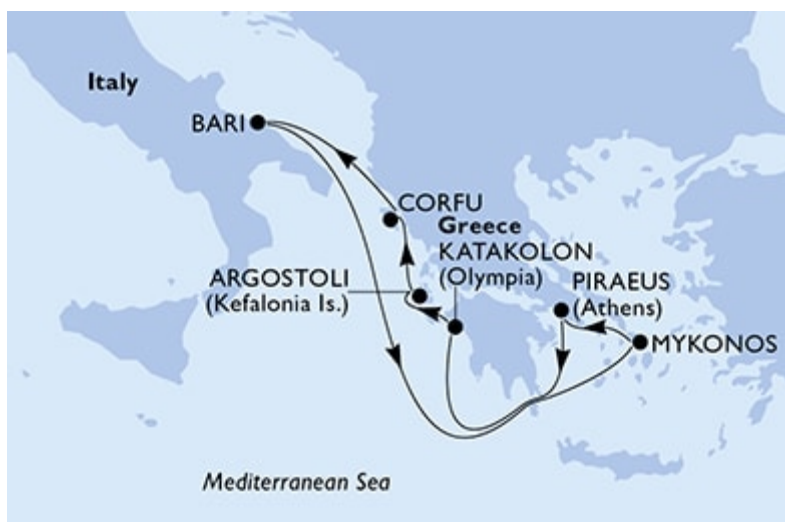 Italy
BARI
CORFU
Greece
KATAKOLON
(Olympia)
ARGOSTOLI
(Kefalonia Is.)
PIRAEUS
(Athens)
MYKONOS
Mediterranean Sea